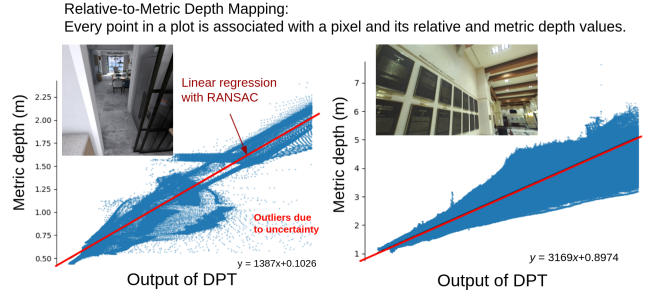 Relative-to-Metric Depth Mapping:
Every point in a plot is associated with a pixel and its relative and metric depth values.
Linear regression
with RANSAC
Metric depth (m)
2.25
2.00
1.75
1.50
1.25
1.00
0.75
0.50
Outliers due
to uncertainty
y = 1387x+0.1026
Output of DPT
Metric depth (m)
7
6
5
4
3
2
1
y = 3169x+0.8974
Output of DPT